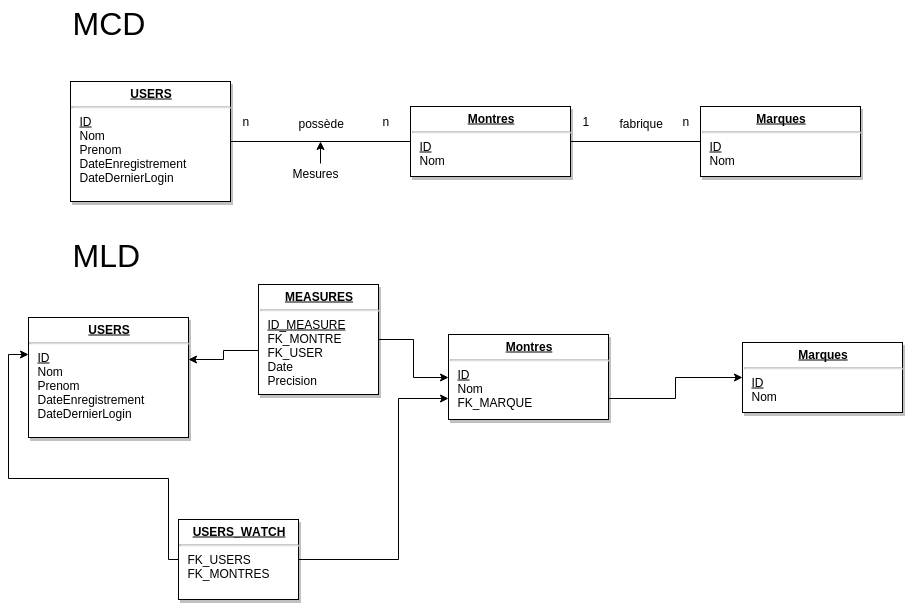 MCD
USERS
ID
Nom
Prenom
DateEnregistrement
DateDernierLogin
n
possède
n
Mesures
Montres
ID
Nom
1
fabrique
n
Marques
ID
Nom
MLD
USERS
ID
Nom
Prenom
DateEnregistrement
DateDernierLogin
MEASURES
ID_MEASURE
FK_MONTRE
FK_USER
Date
Precision
Montres
ID
Nom
FK_MARQUE
Marques
ID
Nom
USERS_WATCH
FK_USERS
FK_MONTRES